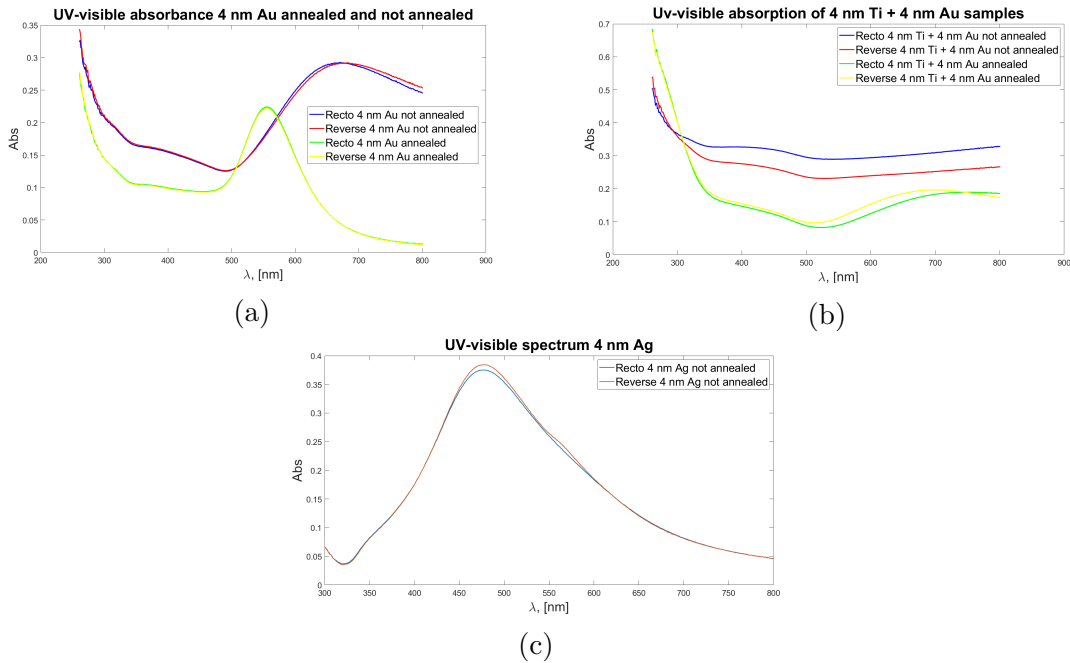 UV-visible absorbance 4 nm Au annealed and not annealed
0.35
0.3
0.25
0.2
0.15
0.1
0.05
0
Abs
Recto 4 nm Au not annealed
Reverse 4 nm Au not annealed
Recto 4 nm Au annealed
Reverse 4 nm Au annealed
200 300 400 500 600 700 800 900
λ, [nm]
(a)
Uv-visible absorption of 4 nm Ti + 4 nm Au samples
0.7
0.6
0.5
0.4
0.3
0.2
0.1
0
Abs
Recto 4 nm Ti + 4 nm Au not annealed
Reverse 4 nm Ti + 4 nm Au not annealed
Recto 4 nm Ti + 4 nm Au annealed
Reverse 4 nm Ti + 4 nm Au annealed
200 300 400 500 600 700 800 900
λ, [nm]
(b)
UV-visible spectrum 4 nm Ag
0.4
0.35
0.3
0.25
0.2
0.15
0.1
0.05
0
Abs
Recto 4 nm Ag not annealed
Reverse 4 nm Ag not annealed
300 350 400 450 500 550 600 650 700 750 800
λ, [nm]
(c)